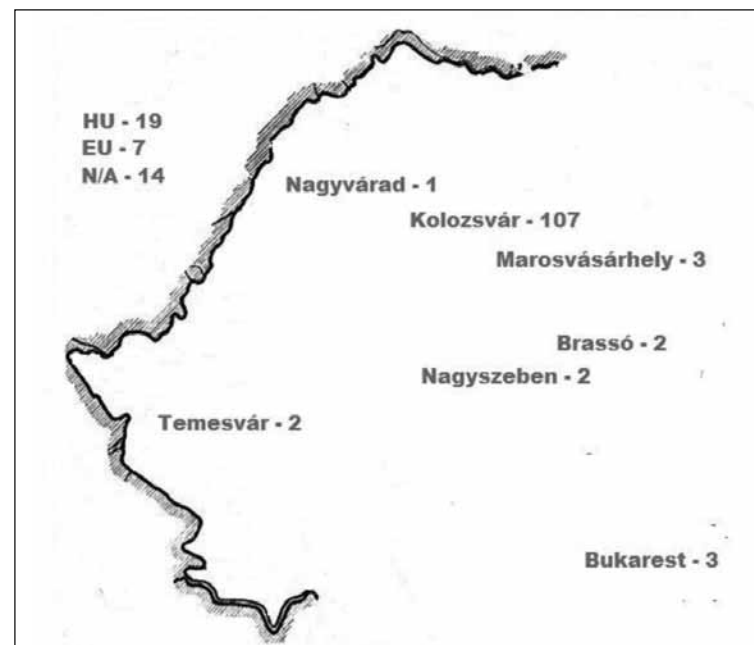 HU - 19
EU - 7
N/A - 14
Nagyvárad - 1
Kolozsvár - 107
Marosvásárhely - 3
Brassó - 2
Nagyszeben - 2
Temesvár - 2
Bukarest - 3